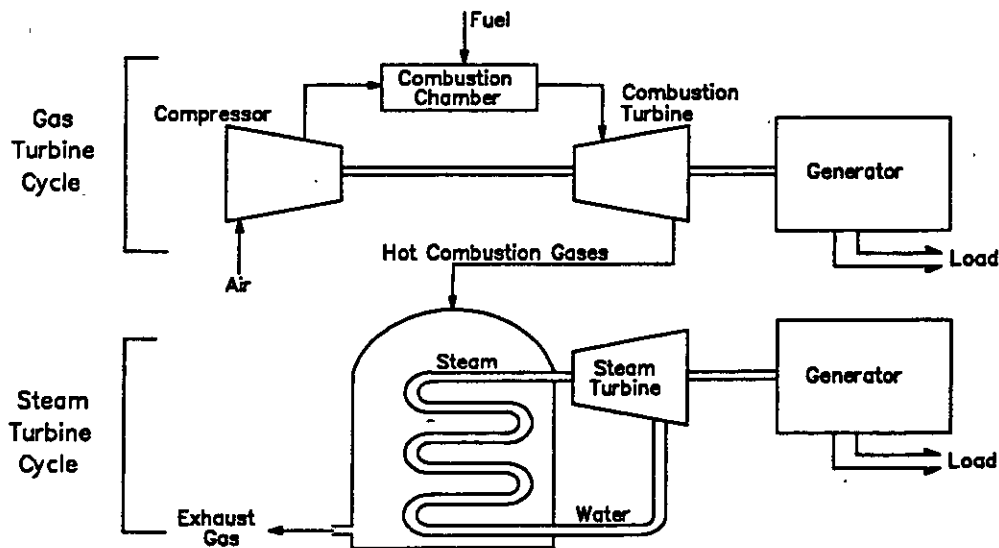 Fuel
Combustion
Chamber
Compressor
Combustion
Turbine
Gas
Turbine
Cycle
Generator
Hot Combustion Gases
Load
Air
Steam
Steam
Turbine
Generator
Steam
Turbine
Cycle
Load
Exhaust
Gas
Water